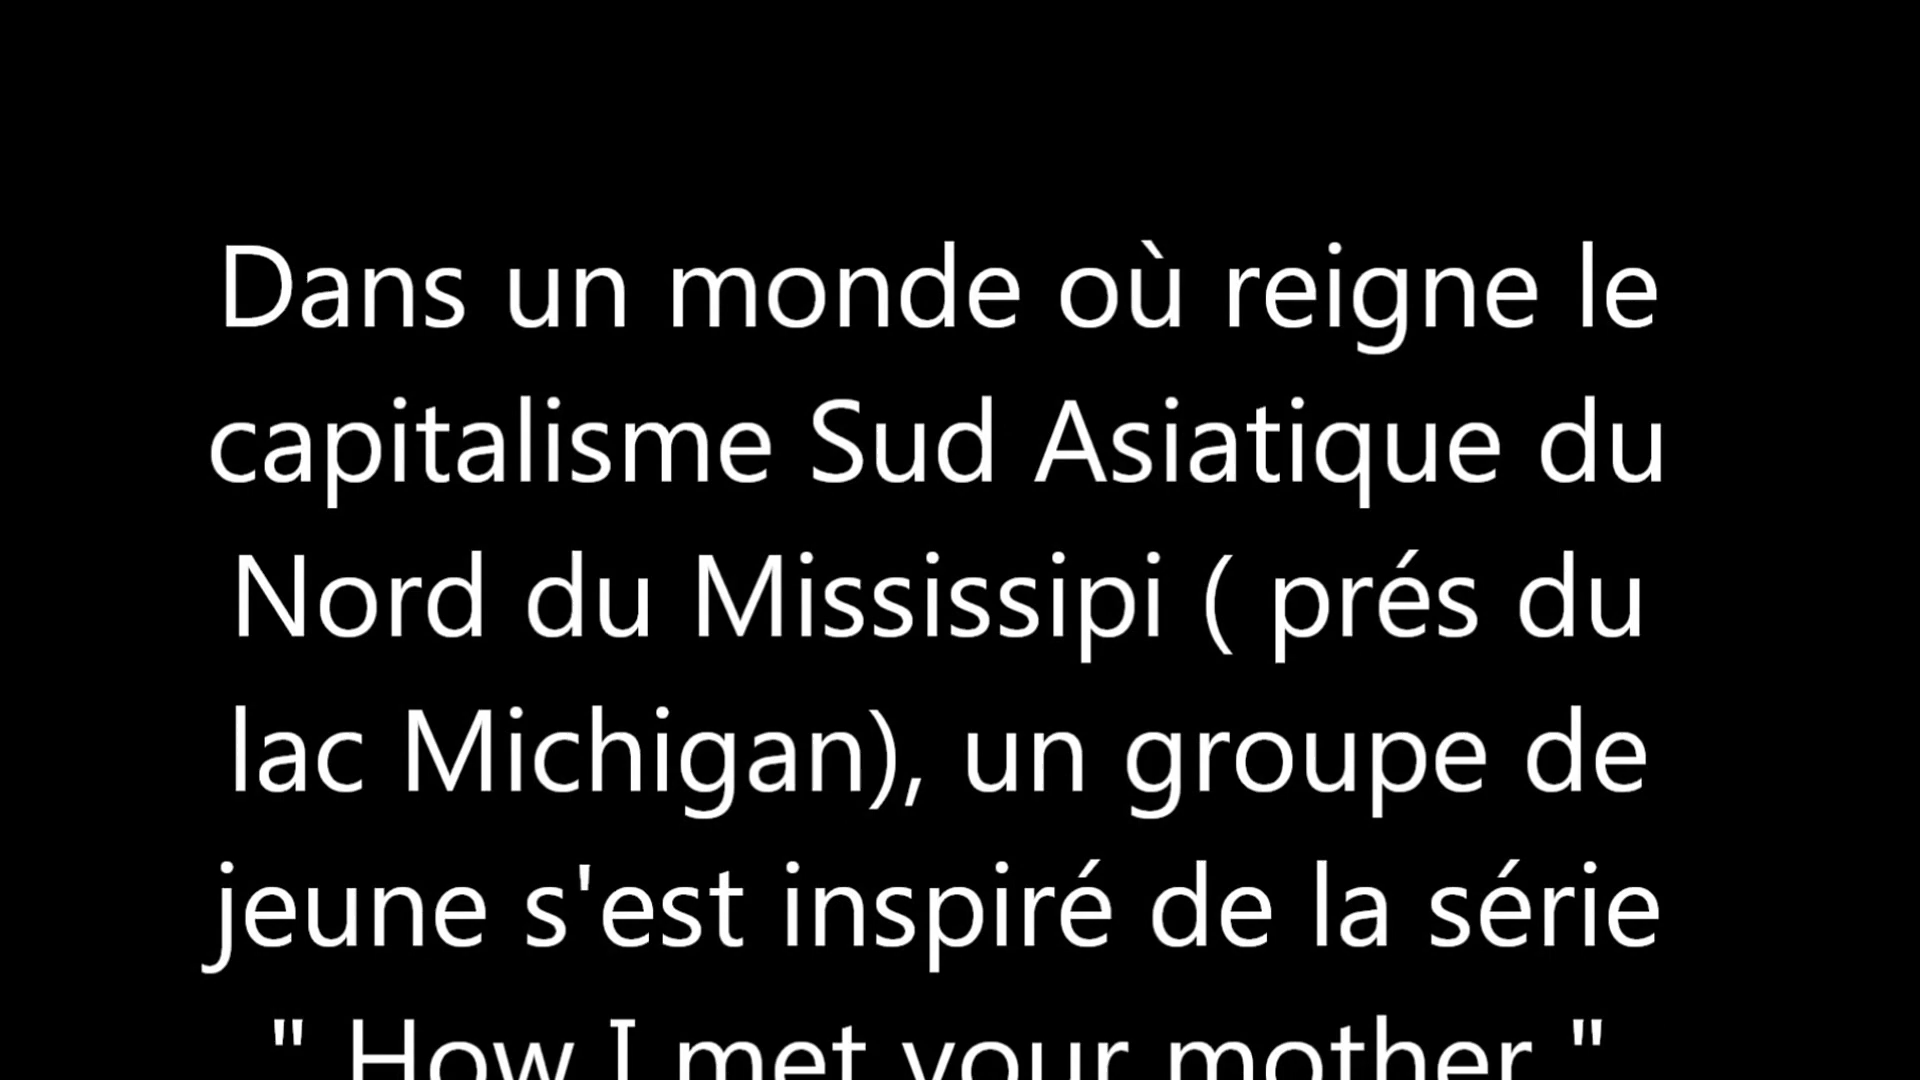 Dans un monde où reigne le
capitalisme Sud Asiatique du
Nord du Mississipi ( prés du
lac Michigan), un groupe de
jeune s'est inspiré de la série
" How I met your mother "